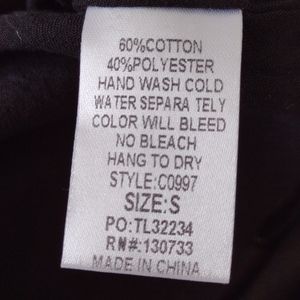 60%COTTON
40%POLYESTER
HAND WASH COLD
WATER SEPARA TELY
COLOR WILL BLEED
NO BLEACH
HANG TO DRY
STYLE:C0997
SIZE:S
PO:TL32234
RN#:130733
MADE IN CHINA